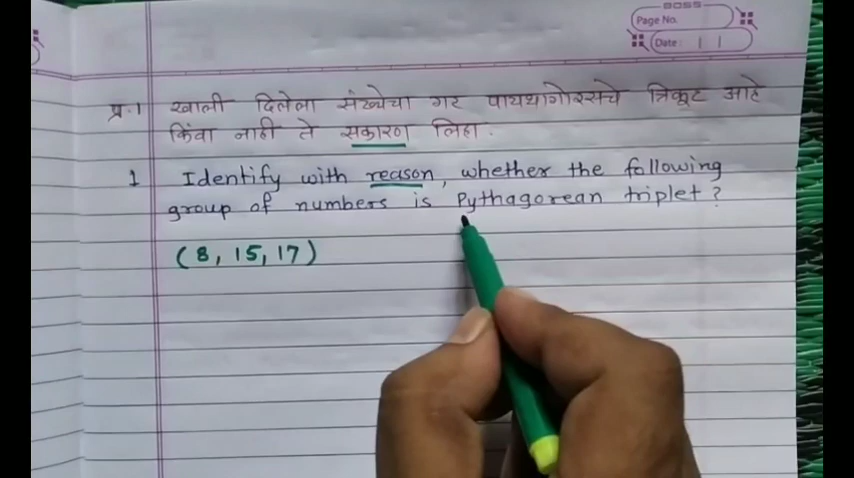 BOSS
Page No.
Date: | |
प्र.1 खाली दिलेला संख्येचा गट पायथागोरसचे त्रिकूट आहे
किंवा नाही ते सकारण लिहा.
1 Identify with reason, whether the following
group of numbers is Pythagorean triplet?
(8, 15, 17)